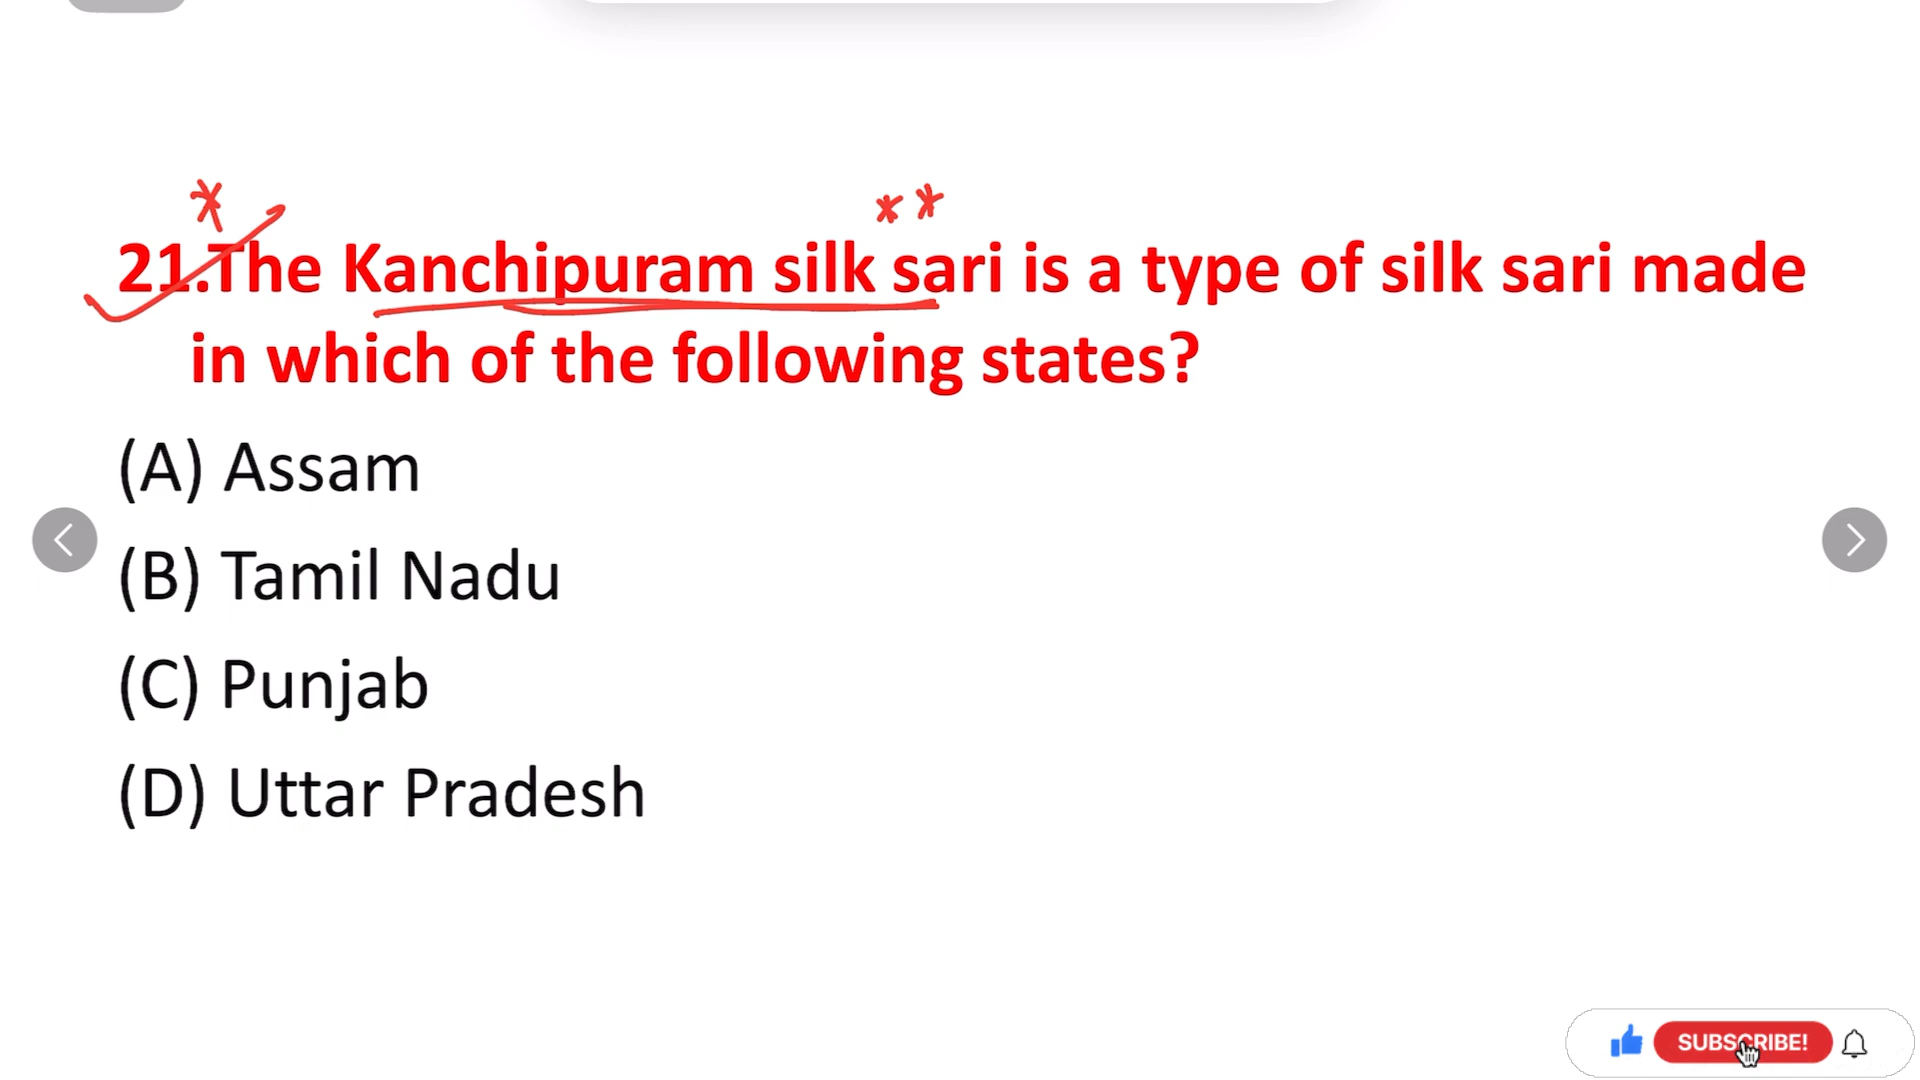 21.The Kanchipuram silk sari is a type of silk sari made
in which of the following states?
(A) Assam
(B) Tamil Nadu
(C) Punjab
(D) Uttar Pradesh
SUBSCRIBE!